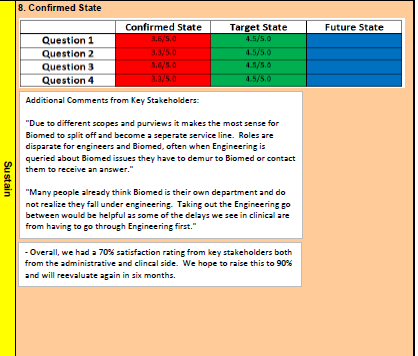 8. Confirmed State
Confirmed State Target State Future State
Question 1 3.6/5.0 4.5/5.0
Question 2 3.3/5.0 4.5/5.0
Question 3 3.6/5.0 4.5/5.0
Question 4 3.3/5.0 4.5/5.0
Additional Comments from Key Stakeholders:
"Due to different scopes and purviews it makes the most sense for
Biomed to split off and become a seperate service line. Roles are
disparate for engineers and Biomed, often when Engineering is
queried about Biomed issues they have to demur to Biomed or contact
them to receive an answer."
Sustain
"Many people already think Biomed is their own department and do
not realize they fall under engineering. Taking out the Engineering go
between would be helpful as some of the delays we see in clinical are
from having to go through Engineering first."
- Overall, we had a 70% satisfaction rating from key stakeholders both
from the administrative and clincal side. We hope to raise this to 90%
and will reevaluate again in six months.